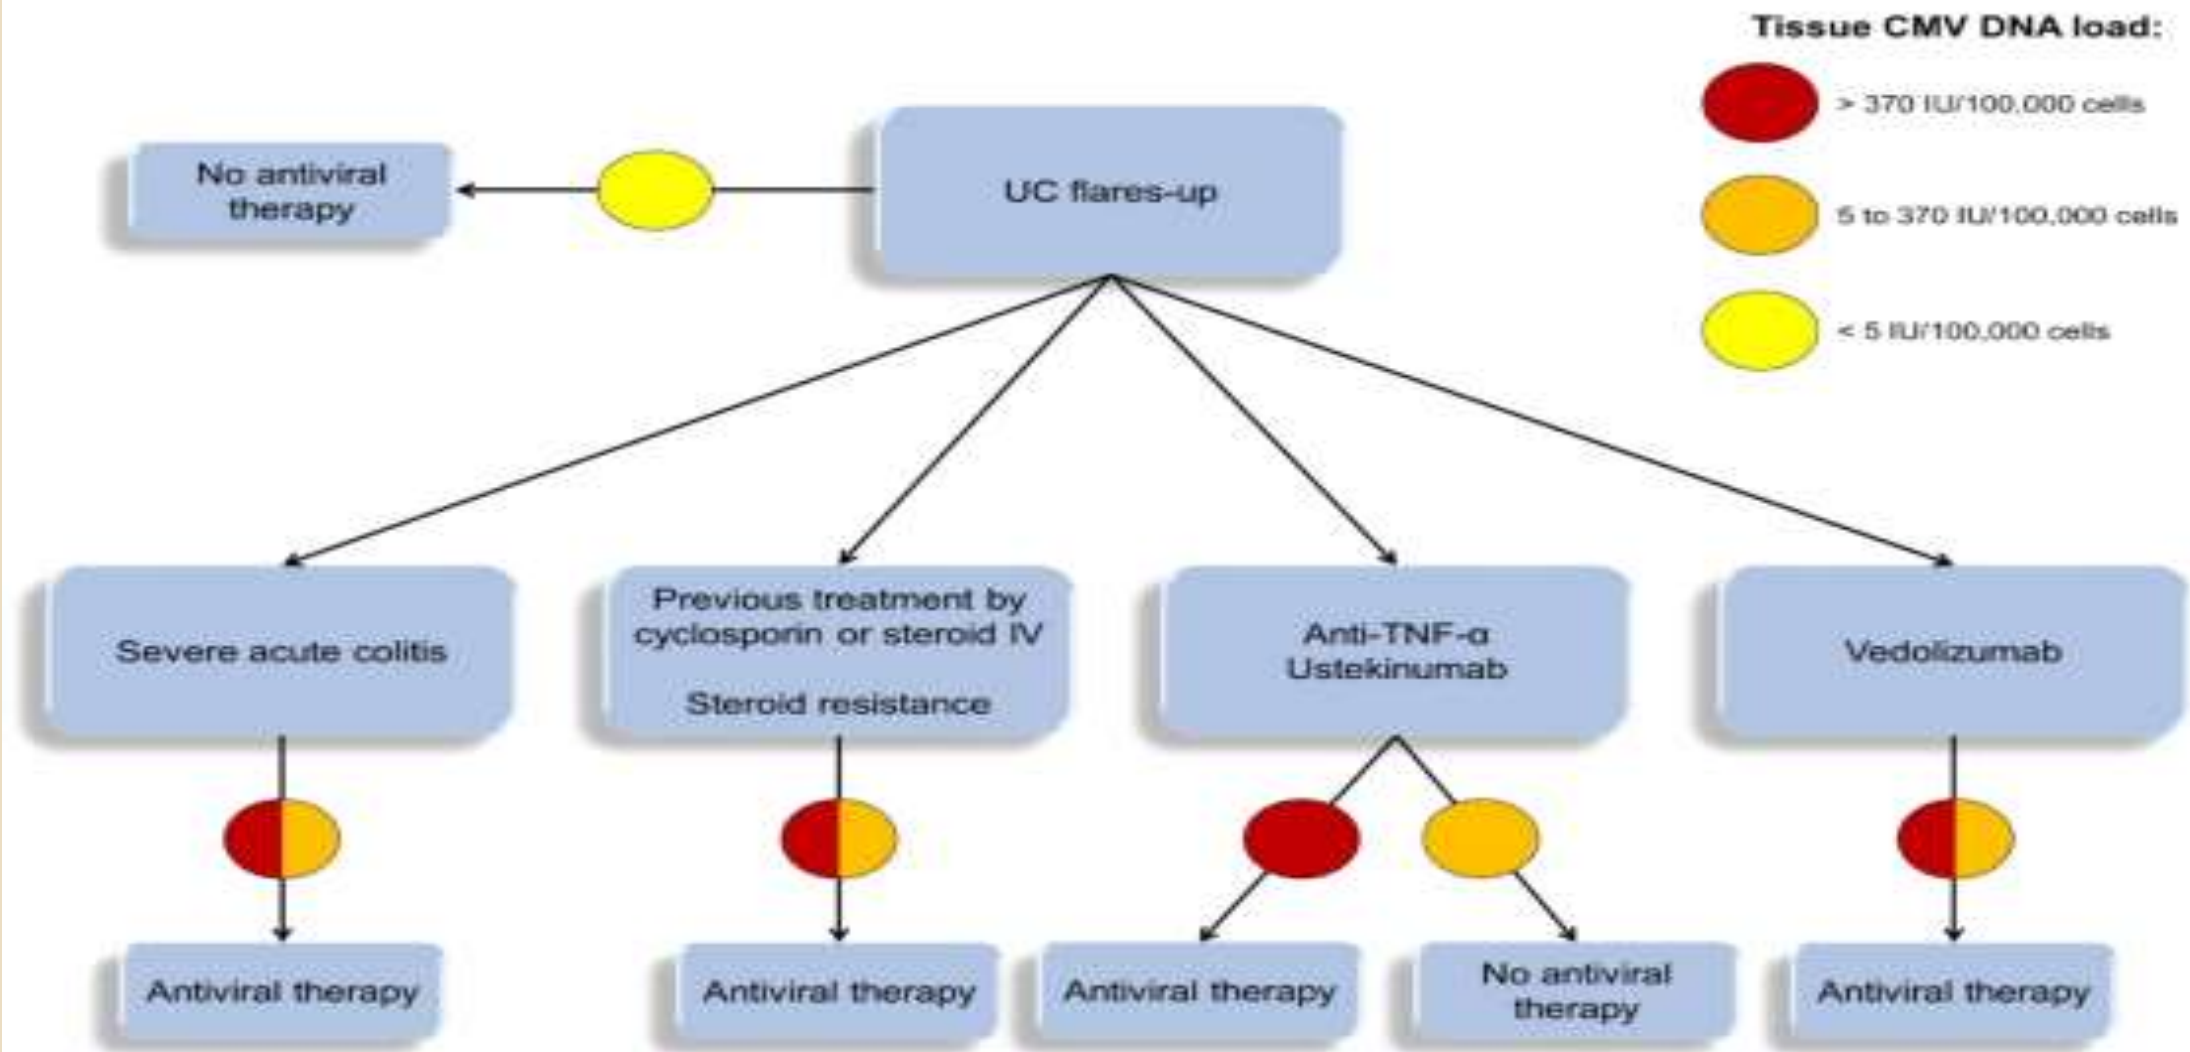 Tissue CMV DNA load:
> 370 IU/100,000 cells
5 to 370 IU/100,000 cells
< 5 IU/100,000 cells
No antiviral
therapy
UC flares-up
Severe acute colitis
Previous treatment by
cyclosporin or steroid IV
Steroid resistance
Anti-TNF-α
Ustekinumab
Vedolizumab
Antiviral therapy
Antiviral therapy
Antiviral therapy
No antiviral
therapy
Antiviral therapy